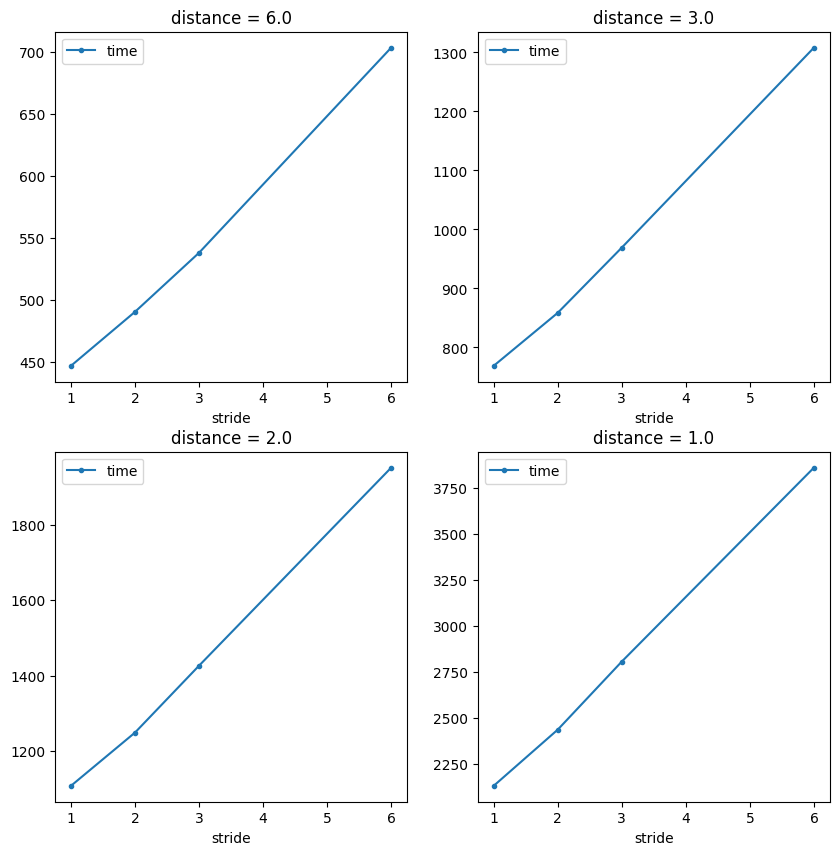 distance = 6.0
time
700
650
600
550
500
450
1 2 3 4 5 6
stride
distance = 3.0
time
1300
1200
1100
1000
900
800
1 2 3 4 5 6
stride
distance = 2.0
time
1800
1600
1400
1200
1 2 3 4 5 6
stride
distance = 1.0
time
3750
3500
3250
3000
2750
2500
2250
1 2 3 4 5 6
stride